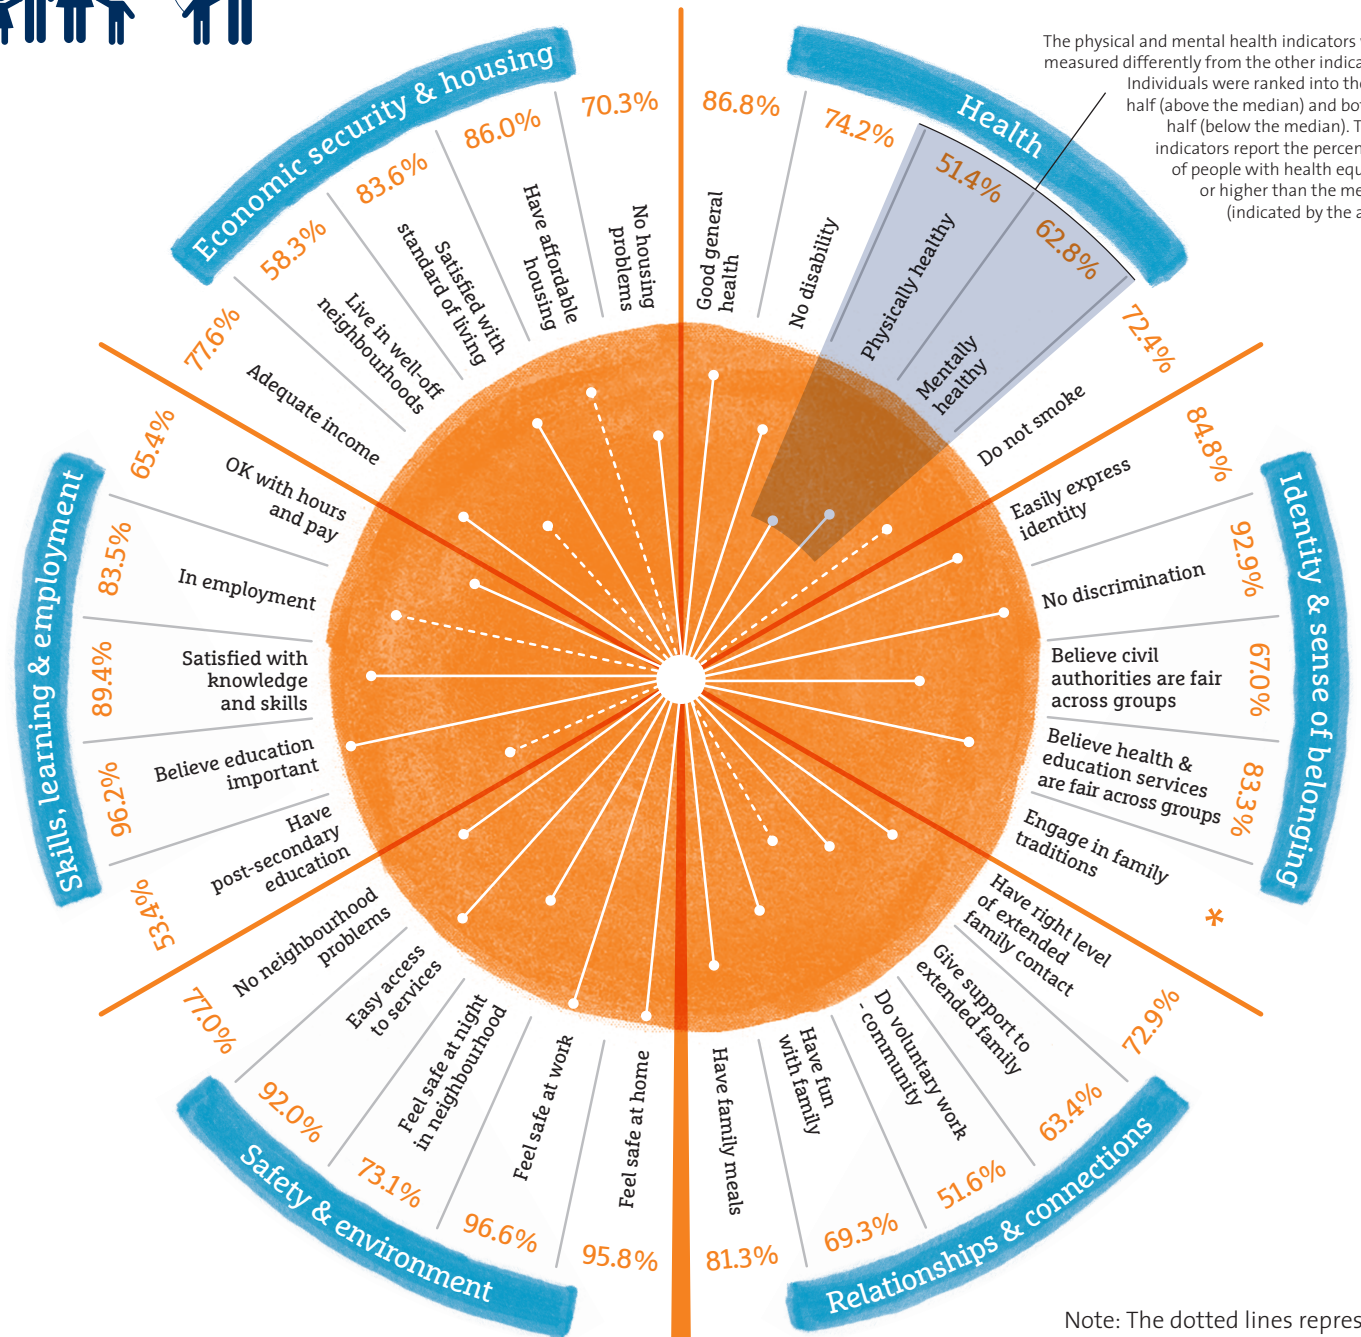 The physical and mental health indicators
measured differently from the other
Individuals were ranked into
half (above the median) and
half (below the median).
indicators report the
of people with health
or higher than the
(indicated by the
Health
86.8%
Good general
health
74.2%
No disability
51.4%
Physically healthy
62.8%
Mentally
healthy
72.4%
Do not smoke
Identity & sense of belonging
84.8%
Easily express
identity
92.9%
No discrimination
67.0%
Believe civil
authorities are fair
across groups
83.3%
Believe health &
education services
are fair across groups
*
Engage in family
traditions
Relationships & connections
72.9%
Have right level
of extended
family contact
63.4%
Give support to
extended family
51.6%
Do voluntary work
- community
69.3%
Have fun
with family
81.3%
Have family meals
Safety & environment
95.8%
Feel safe at home
96.6%
Feel safe at work
73.1%
Feel safe at night
in neighbourhood
92.0%
Easy access
to services
77.0%
No neighbourhood
problems
Skills, learning & employment
53.4%
Have
post-secondary
education
96.2%
Believe education
important
89.4%
Satisfied with
knowledge
and skills
83.5%
In employment
65.4%
OK with hours
and pay
Economic security & housing
77.6%
Adequate income
58.3%
Live in well-off
neighbourhoods
83.6%
Satisfied with
standard of living
86.0%
Have affordable
housing
70.3%
No housing
problems
Note: The dotted lines